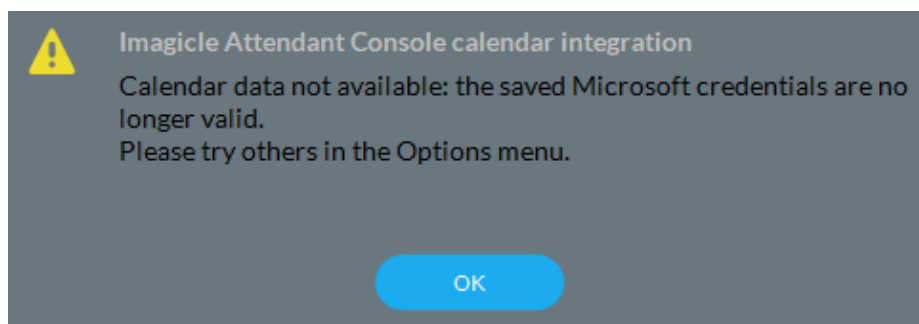 Imagicle Attendant Console calendar integration
Calendar data not available: the saved Microsoft credentials are no
longer valid.
Please try others in the Options menu.
OK